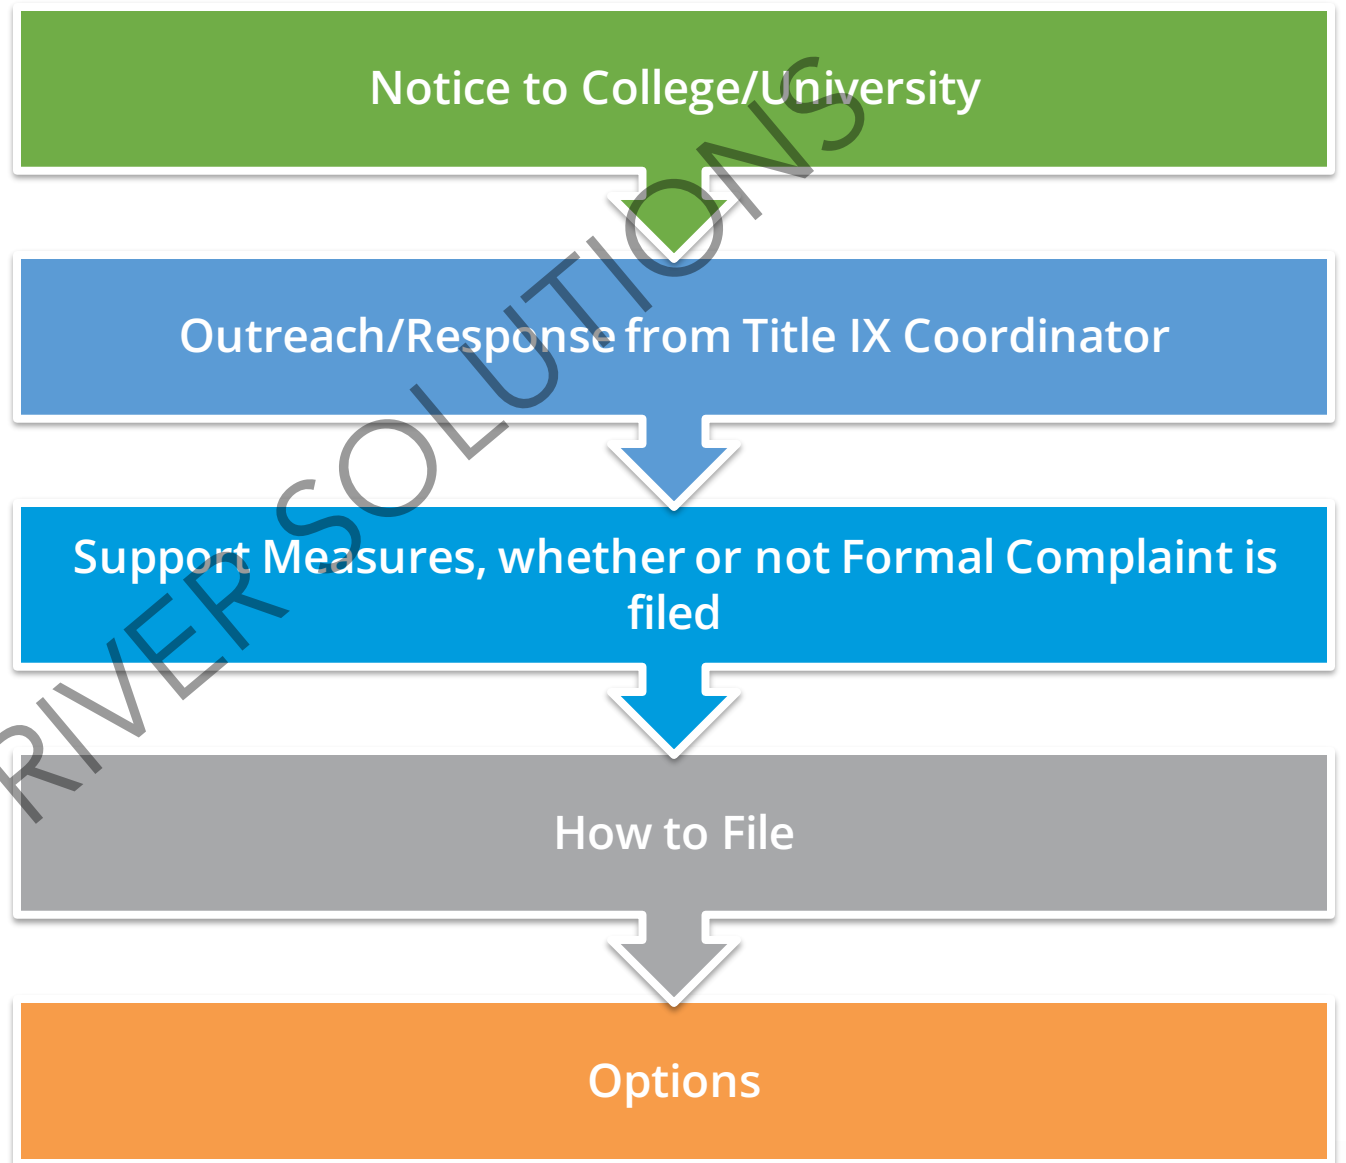 Notice to College/University
Outreach/Response from Title IX Coordinator
Support Measures, whether or not Formal Complaint is
filed
How to File
Options
RIVER SOLUTIONS